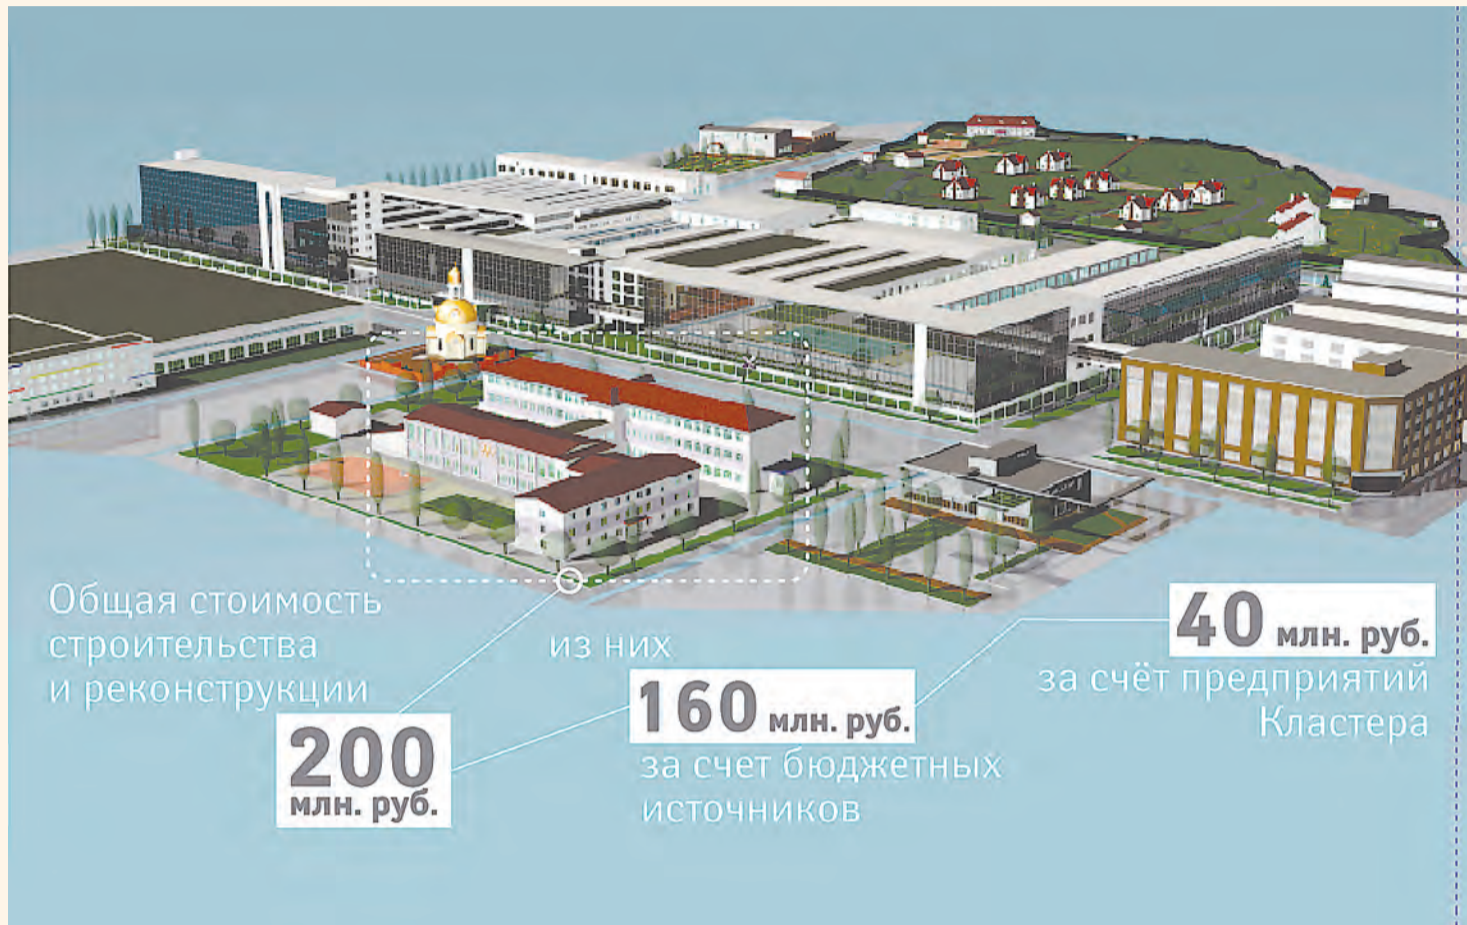 Общая стоимость
строительства
и реконструкции
200
млн. руб.
из них
160 млн. руб.
за счет бюджетных
источников
40 млн. руб.
за счёт предприятий
Кластера